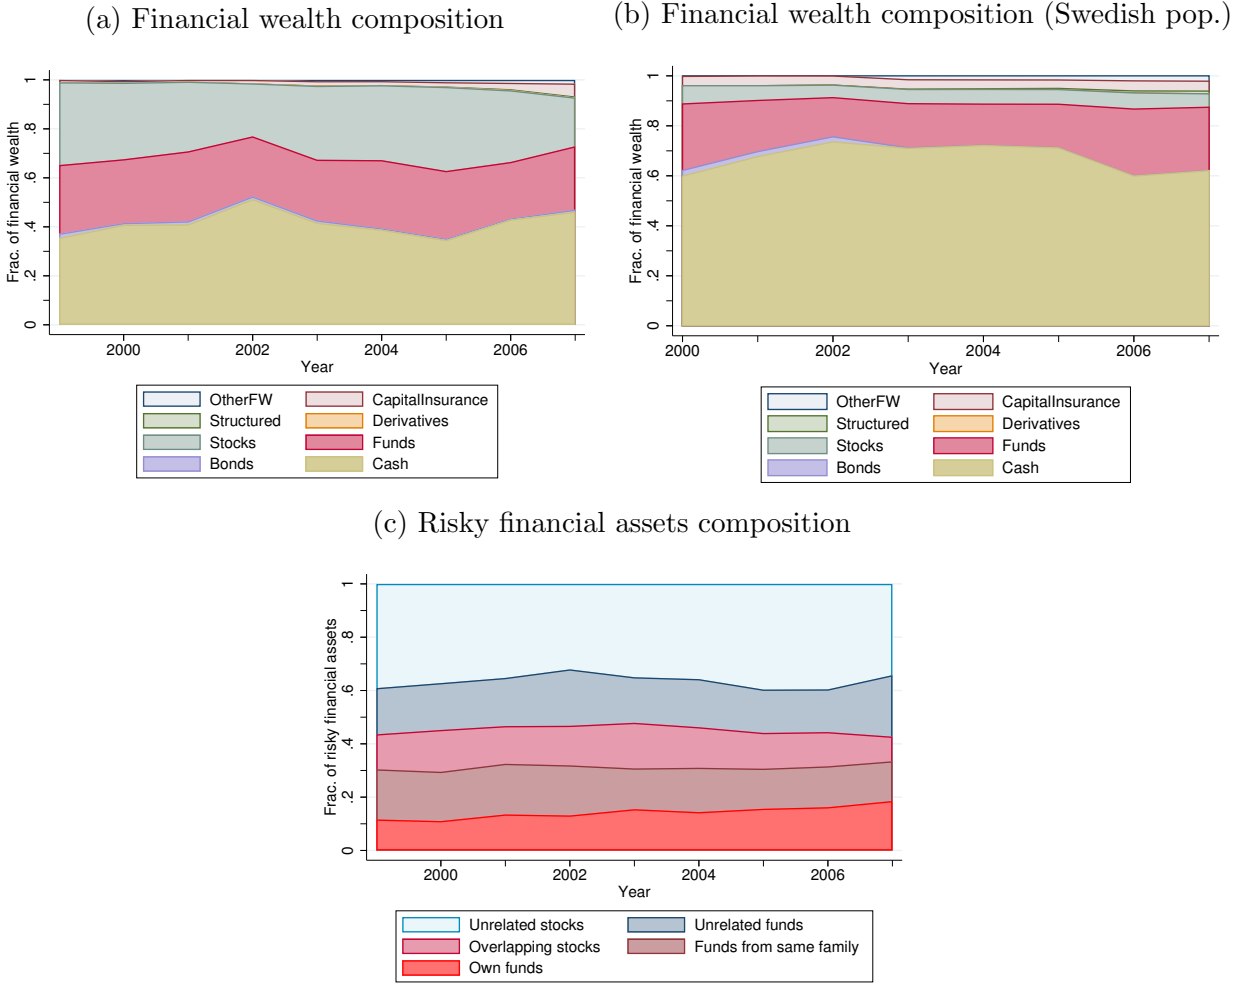 (a) Financial wealth composition
Frac. of financial wealth
1
.8
.6
.4
.2
0
2000 2002 2004 2006
Year
OtherFW CapitalInsurance
Structured Derivatives
Stocks Funds
Bonds Cash
(b) Financial wealth composition (Swedish pop.)
Frac. of financial wealth
1
.8
.6
.4
.2
0
2000 2002 2004 2006
Year
OtherFW CapitalInsurance
Structured Derivatives
Stocks Funds
Bonds Cash
(c) Risky financial assets composition
Frac. of risky financial assets
1
.8
.6
.4
.2
0
2000 2002 2004 2006
Year
Unrelated stocks Unrelated funds
Overlapping stocks Funds from same family
Own funds